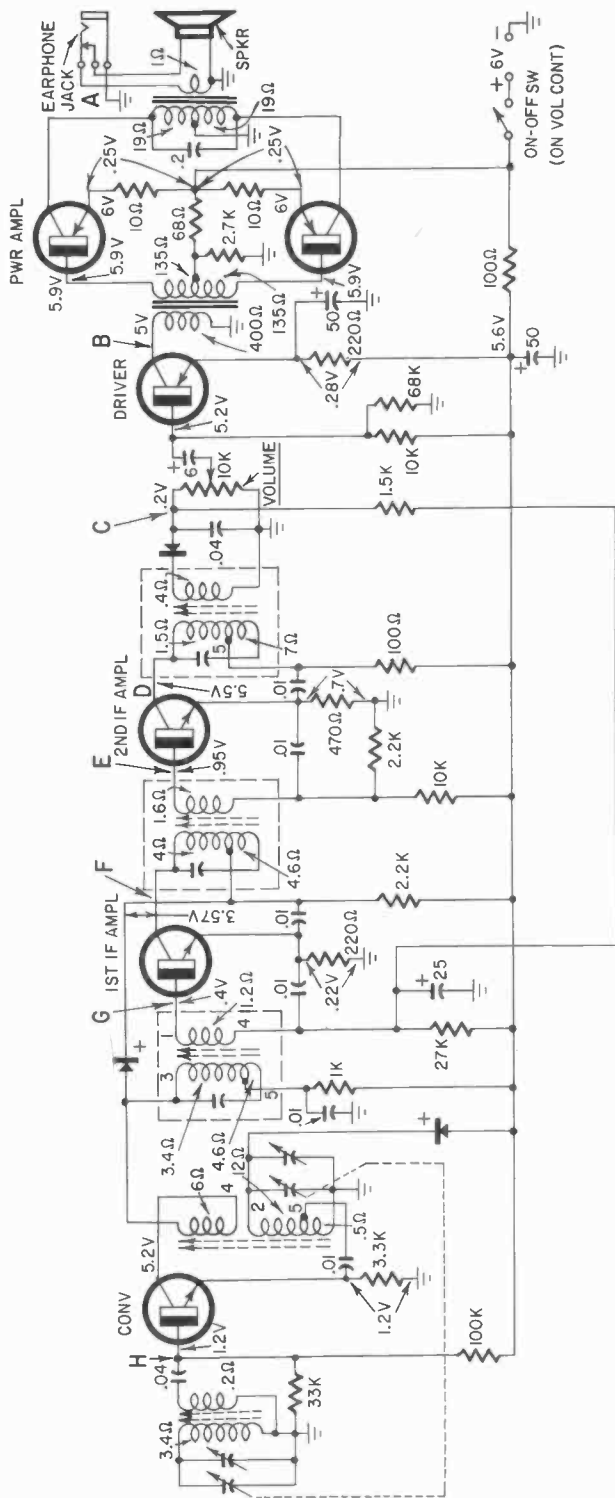 H
.04
3.4Ω
.2Ω
33K
1.2V
CONV
5.2V
100K
1.2V
3.3K
.01
6Ω
4
2
12Ω
5
.5Ω
+
3.4Ω
3
1
4.6Ω
5
4
1.2Ω
.01
1K
27K
+
25
G
.4V
+
1ST IF AMPL
.01
.01
.22V
220Ω
3.57V
F
2.2K
4Ω
1.6Ω
4.6Ω
E
.95V
2ND IF AMPL
10K
2.2K
.01
.01
470Ω
.7V
D
5.5V
100Ω
1.5Ω
5
7Ω
.4Ω
.04
C
.2V
+
6
10K
VOLUME
1.5K
10K
68K
5.2V
DRIVER
B
5V
.28V
220Ω
+
50
400Ω
135Ω
135Ω
+
50
5.6V
100Ω
PWR AMPL
5.9V
5.9V
5.9V
6V
.25V
10Ω
68Ω
2.7K
10Ω
6V
.25V
19Ω
.2
19Ω
1Ω
A
EARPHONE
JACK
SPKR
+ 6V −
ON-OFF SW
(ON VOL CONT)